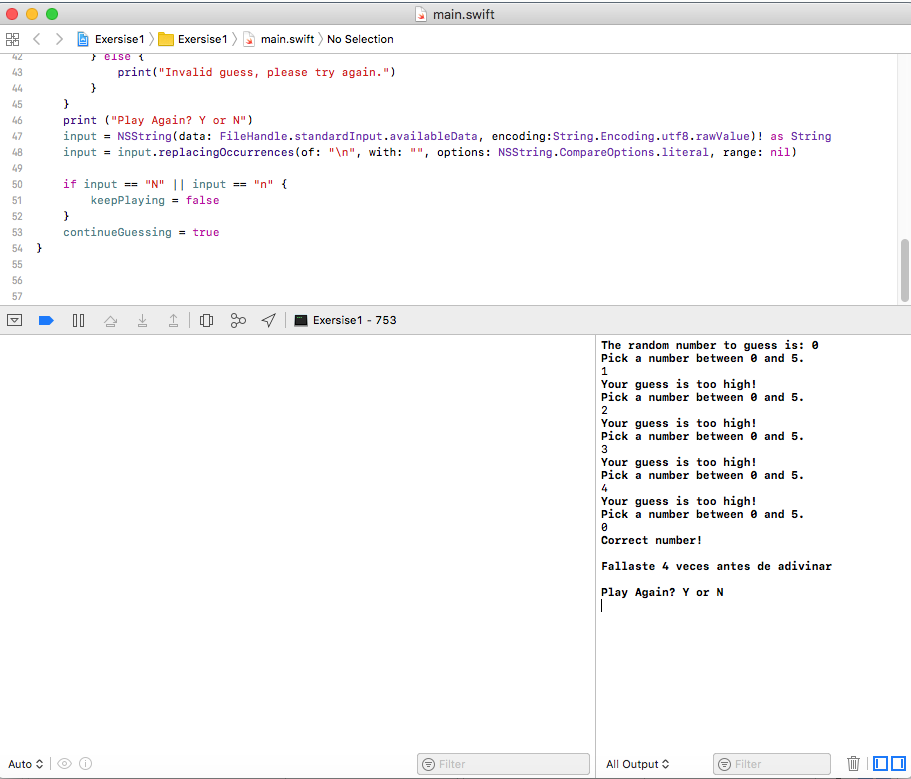 main.swift
Exersise1 Exersise1 main.swift No Selection
42 } else {
43 print("Invalid guess, please try again.")
44 }
45 }
46 print ("Play Again? Y or N")
47 input = NSString(data: FileHandle.standardInput.availableData, encoding:String.Encoding.utf8.rawValue)! as String
48 input = input.replacingOccurrences(of: "\n", with: "", options: NSString.CompareOptions.literal, range: nil)
49
50 if input == "N" || input == "n" {
51 keepPlaying = false
52 }
53 continueGuessing = true
54 }
55
56
57
Exersise1 - 753
The random number to guess is: 0
Pick a number between 0 and 5.
1
Your guess is too high!
Pick a number between 0 and 5.
2
Your guess is too high!
Pick a number between 0 and 5.
3
Your guess is too high!
Pick a number between 0 and 5.
4
Your guess is too high!
Pick a number between 0 and 5.
0
Correct number!
Fallaste 4 veces antes de adivinar
Play Again? Y or N
Auto Filter All Output Filter